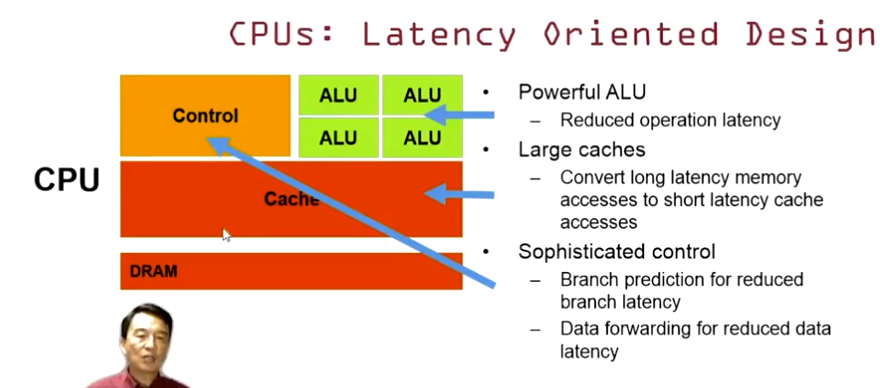 CPUs: Latency Oriented Design
CPU
Control
ALU ALU
ALU ALU
Cache
DRAM
• Powerful ALU
– Reduced operation latency
• Large caches
– Convert long latency memory
accesses to short latency cache
accesses
• Sophisticated control
– Branch prediction for reduced
branch latency
– Data forwarding for reduced data
latency